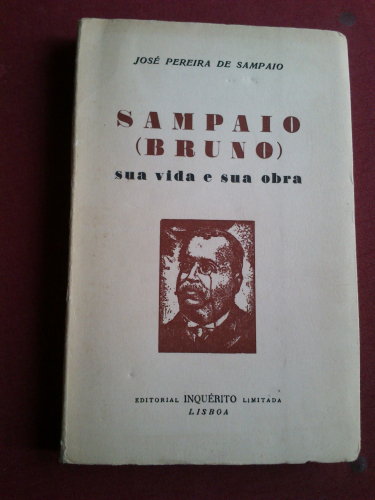 JOSÉ PEREIRA DE SAMPAIO
SAMPAIO
(BRUNO)
sua vida e sua obra
EDITORIAL INQUÉRITO LIMITADA
LISBOA